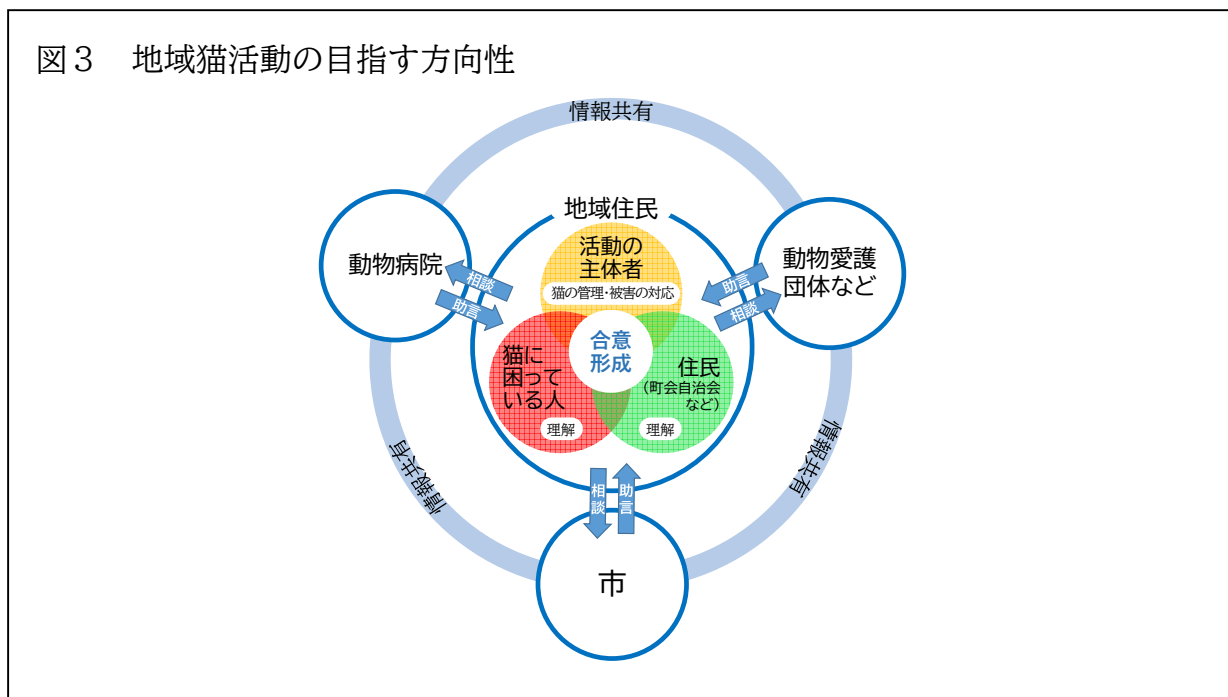 図３　地域猫活動の目指す方向性
情報共有
地域住民
活動の
主体者
猫の管理・被害の対応
動物病院
相談
助言
動物愛護
団体など
助言
相談
合意
形成
猫に
困って
いる人
理解
住民
（町会自治会
など）
理解
情報共有
情報共有
相談
助言
市